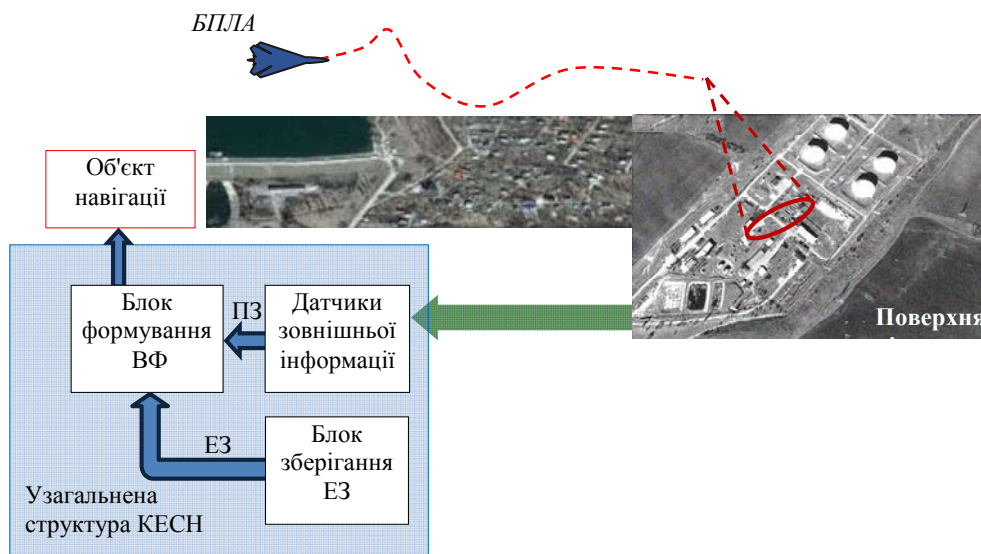 БПЛА
Об'єкт
навігації
Блок
формування
ВФ
ПЗ
Датчики
зовнішньої
інформації
Поверхня
ЕЗ
Блок
зберігання
ЕЗ
Узагальнена
структура КЕСН